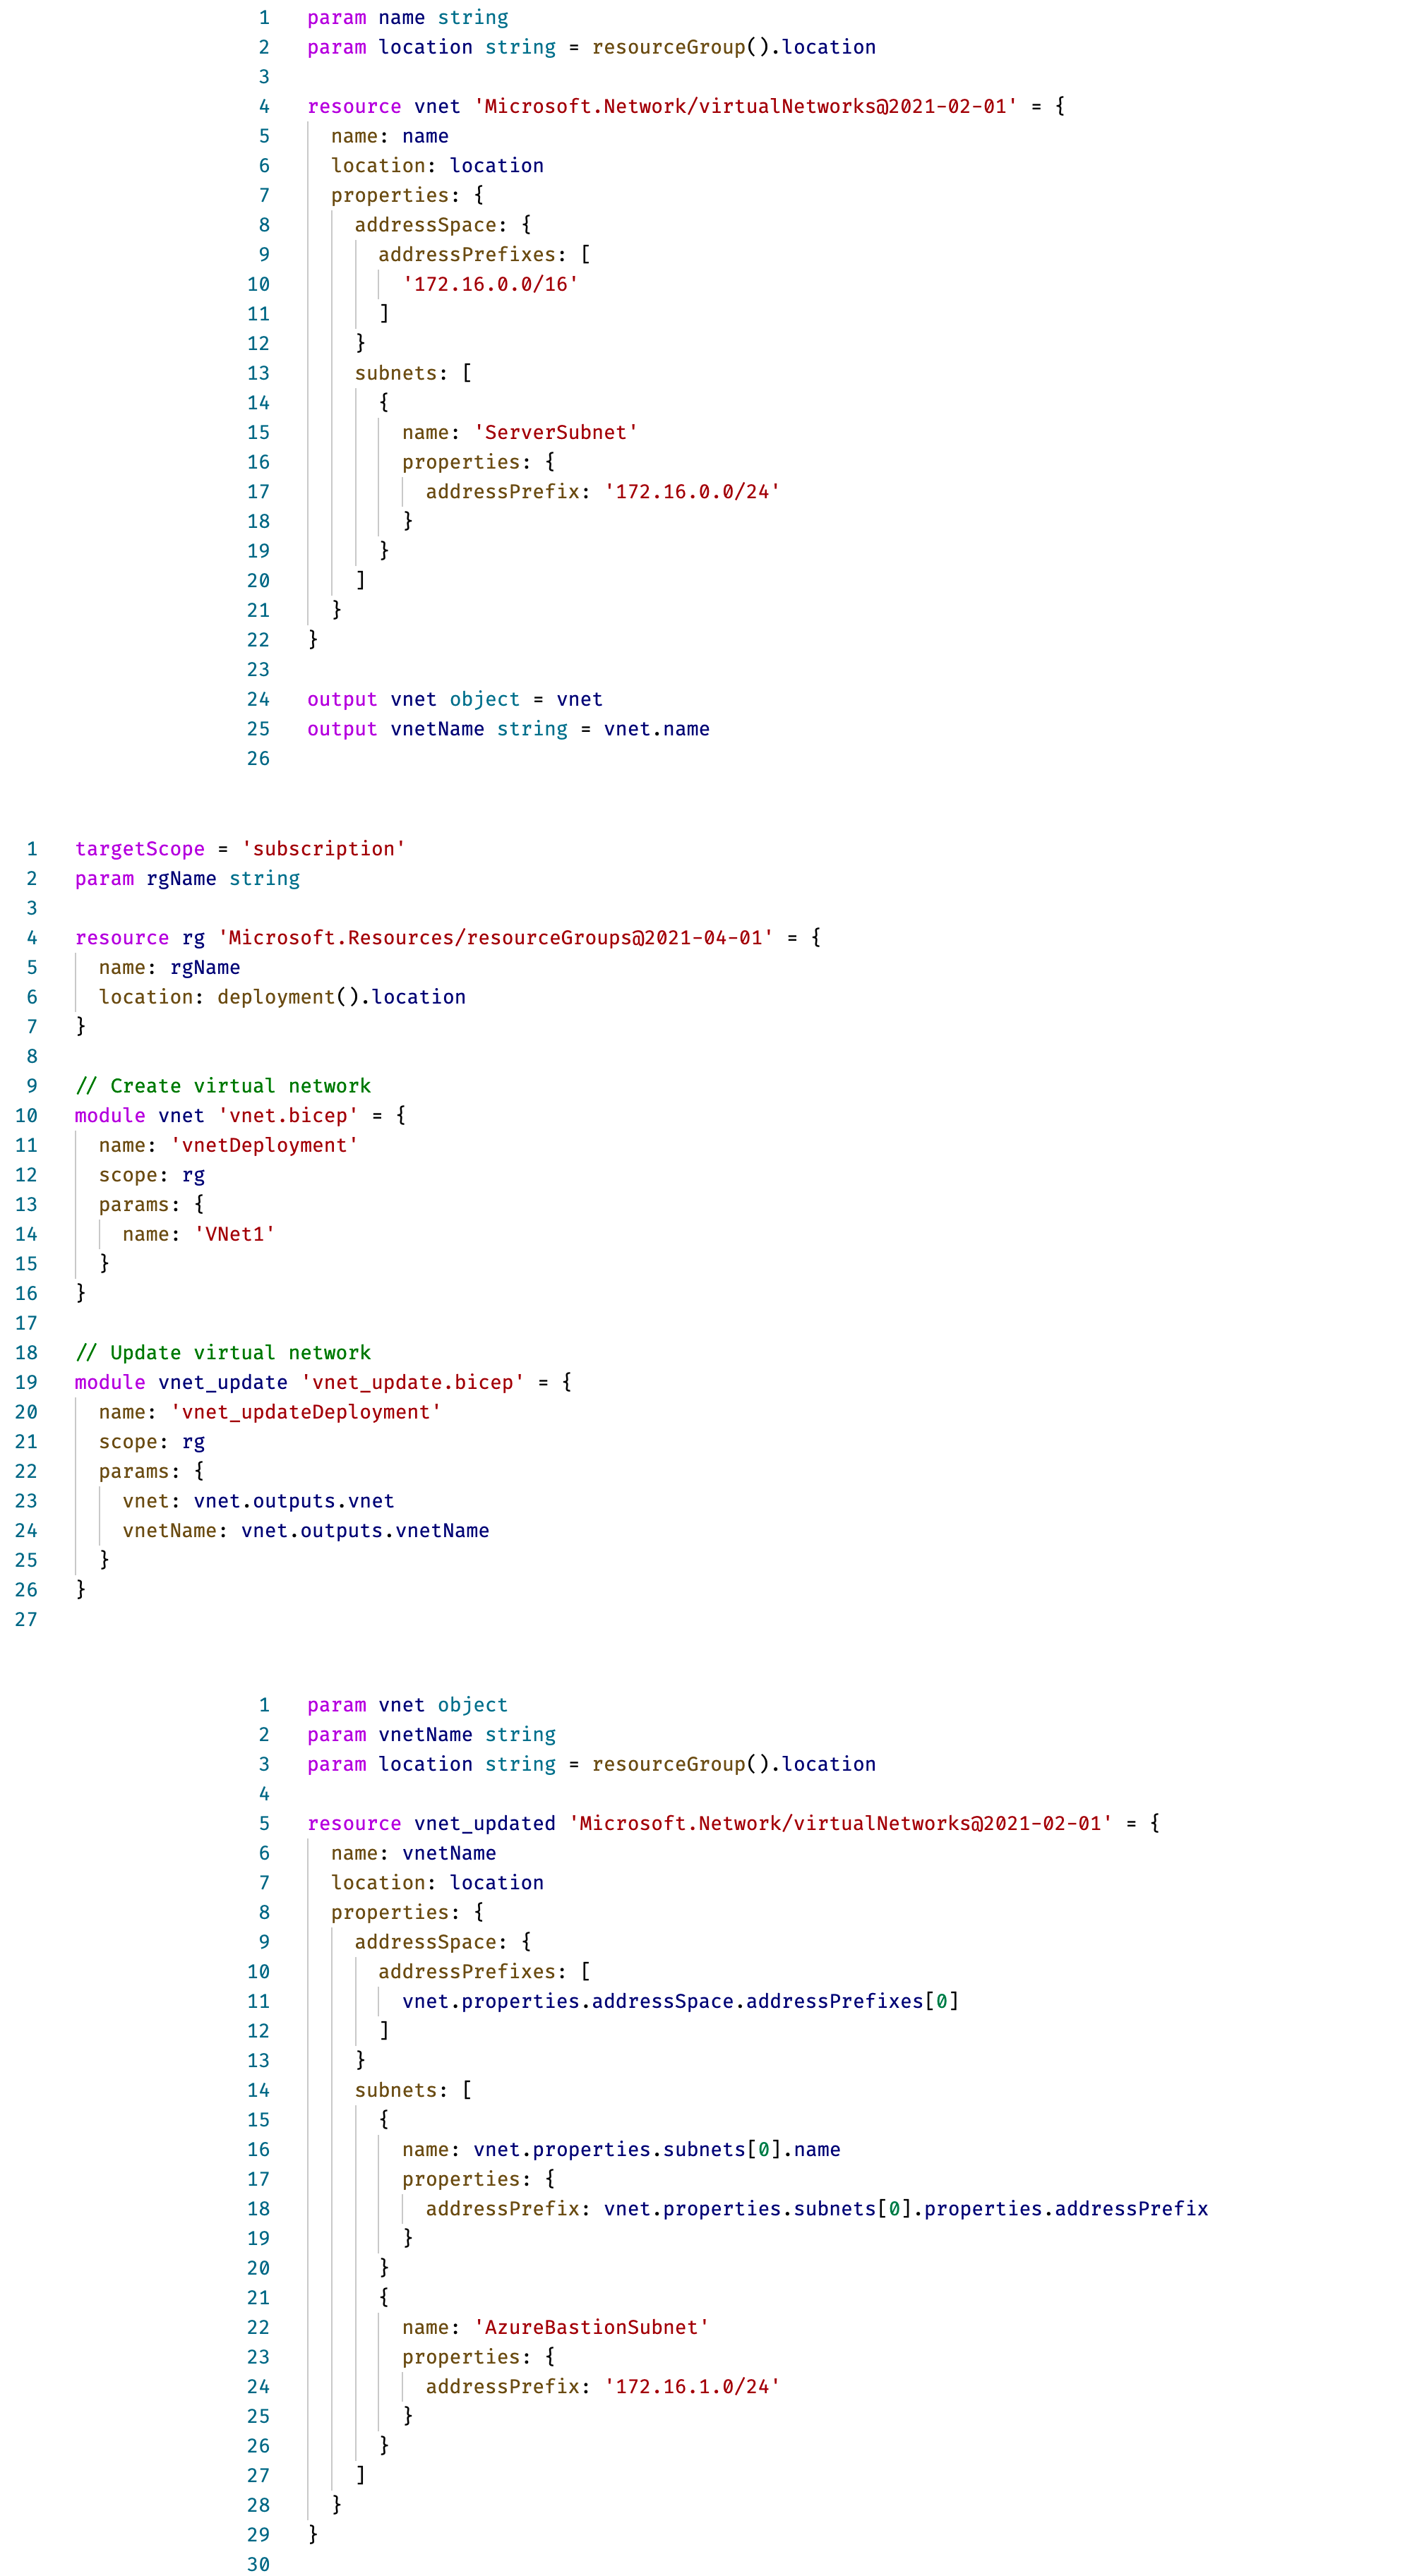 1 param name string
2 param location string = resourceGroup().location
3
4 resource vnet 'Microsoft.Network/virtualNetworks@2021-02-01' = {
5 name: name
6 location: location
7 properties: {
8 addressSpace: {
9 addressPrefixes: [
10 '172.16.0.0/16'
11 ]
12 }
13 subnets: [
14 {
15 name: 'ServerSubnet'
16 properties: {
17 addressPrefix: '172.16.0.0/24'
18 }
19 }
20 ]
21 }
22 }
23
24 output vnet object = vnet
25 output vnetName string = vnet.name
26
1 targetScope = 'subscription'
2 param rgName string
3
4 resource rg 'Microsoft.Resources/resourceGroups@2021-04-01' = {
5 name: rgName
6 location: deployment().location
7 }
8
9 // Create virtual network
10 module vnet 'vnet.bicep' = {
11 name: 'vnetDeployment'
12 scope: rg
13 params: {
14 name: 'VNet1'
15 }
16 }
17
18 // Update virtual network
19 module vnet_update 'vnet_update.bicep' = {
20 name: 'vnet_updateDeployment'
21 scope: rg
22 params: {
23 vnet: vnet.outputs.vnet
24 vnetName: vnet.outputs.vnetName
25 }
26 }
27
1 param vnet object
2 param vnetName string
3 param location string = resourceGroup().location
4
5 resource vnet_updated 'Microsoft.Network/virtualNetworks@2021-02-01' = {
6 name: vnetName
7 location: location
8 properties: {
9 addressSpace: {
10 addressPrefixes: [
11 vnet.properties.addressSpace.addressPrefixes[0]
12 ]
13 }
14 subnets: [
15 {
16 name: vnet.properties.subnets[0].name
17 properties: {
18 addressPrefix: vnet.properties.subnets[0].properties.addressPrefix
19 }
20 }
21 {
22 name: 'AzureBastionSubnet'
23 properties: {
24 addressPrefix: '172.16.1.0/24'
25 }
26 }
27 ]
28 }
29 }
30